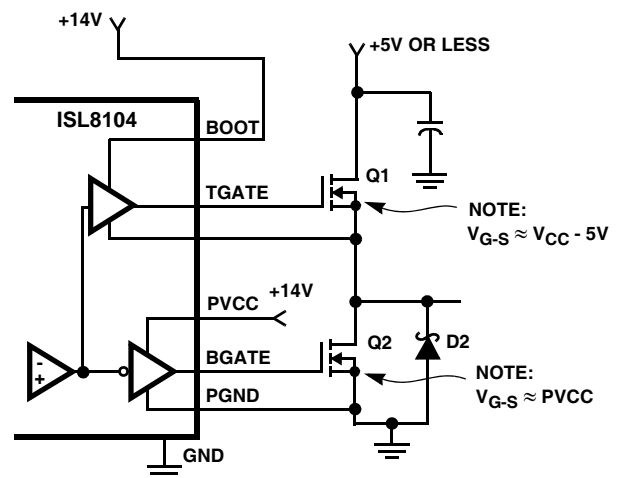 +14V
+5V OR LESS
ISL8104
BOOT
Q1
TGATE
NOTE:
VG-S ≈ VCC - 5V
+14V
PVCC
Q2
D2
BGATE
NOTE:
VG-S ≈ PVCC
PGND
-
+
GND